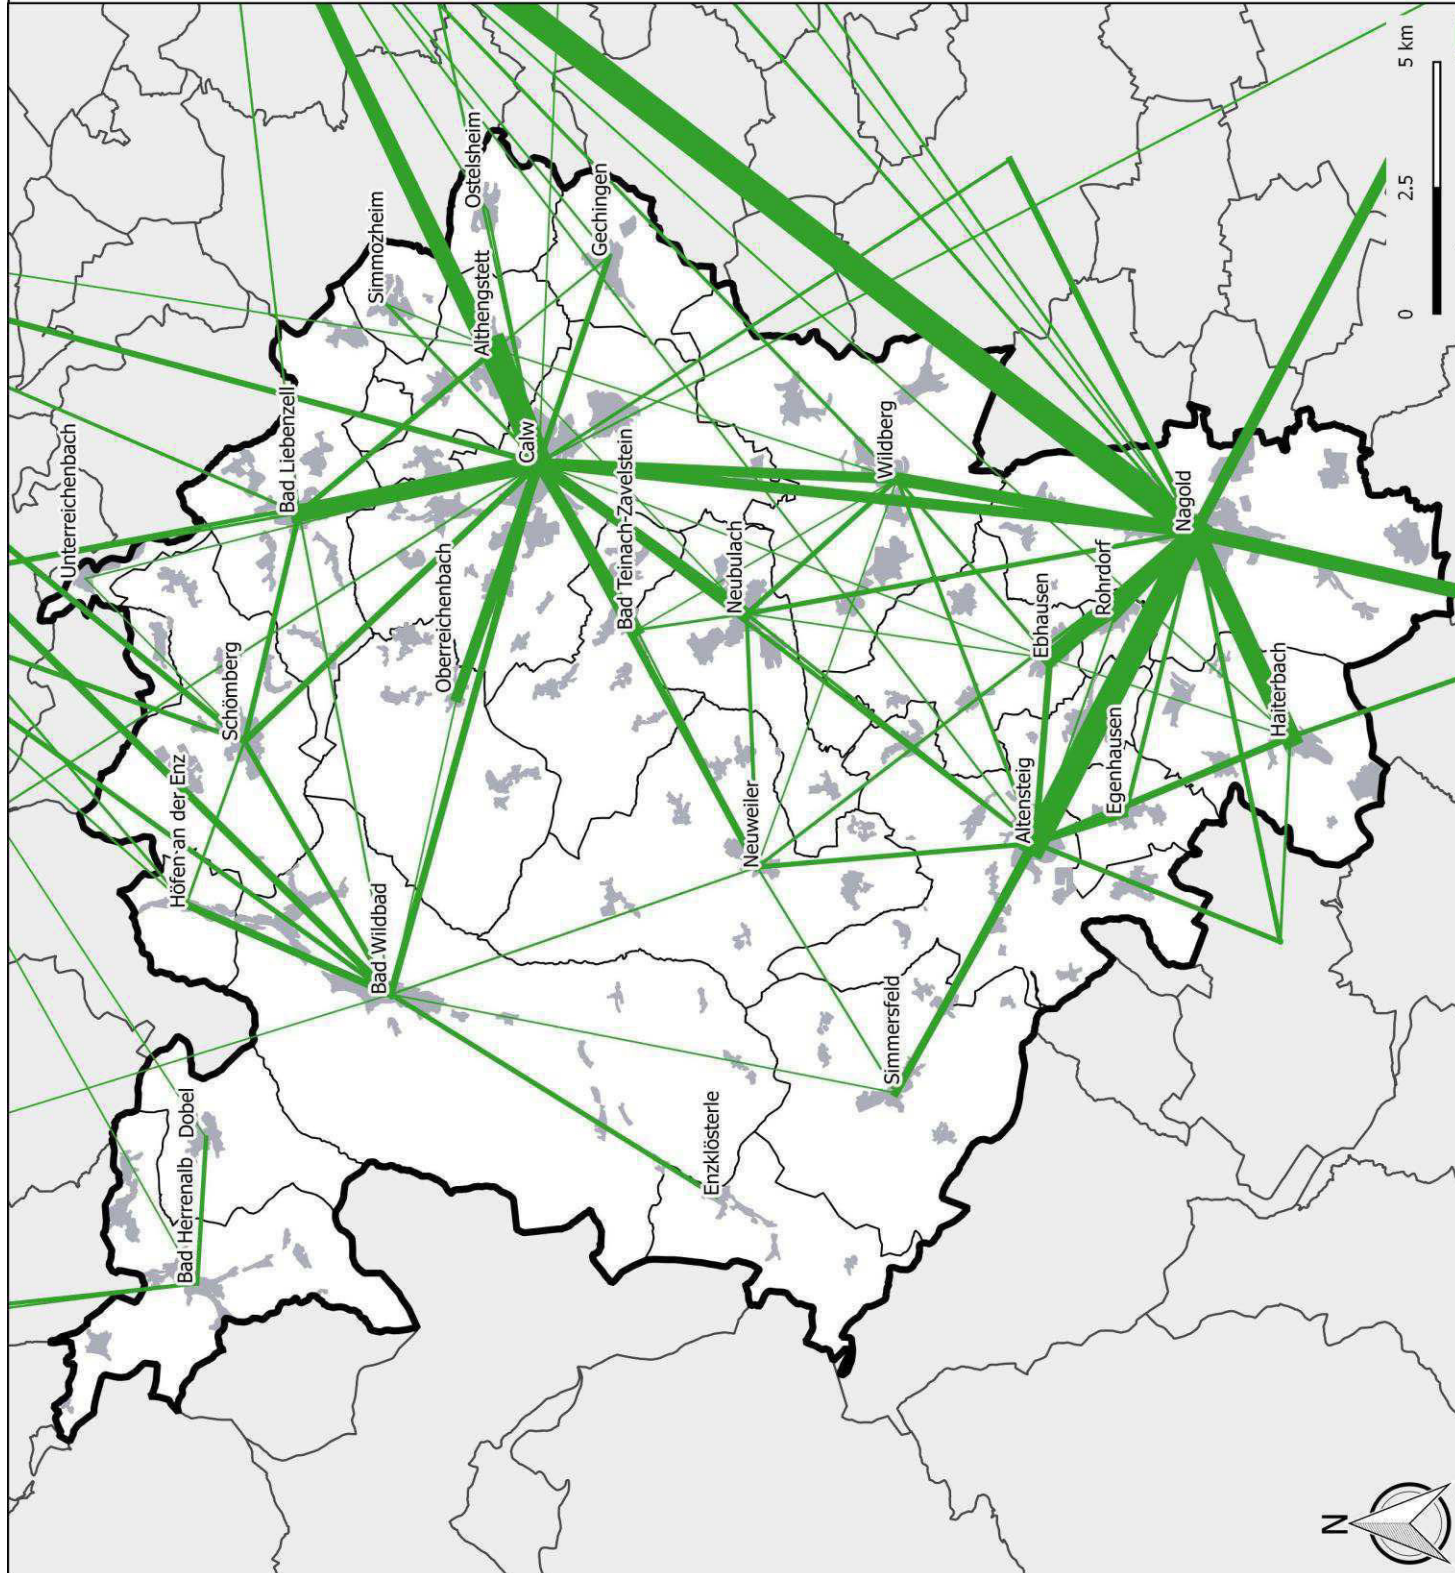 Unterreichenbach
Bad Liebenzell
Simmozheim
Ostelsheim
Althengstett
Gechingen
Calw
Schömberg
Höfen an der Enz
Oberreichenbach
Bad Herrenalb
Dobel
Bad Wildbad
Bad Teinach-Zavelstein
Neubulach
Wildberg
Neuweiler
Enzklösterle
Simmersfeld
Ebhausen
Rohrdorf
Nagold
Altensteig
Egenhausen
Haiterbach
N
0 2.5 5 km